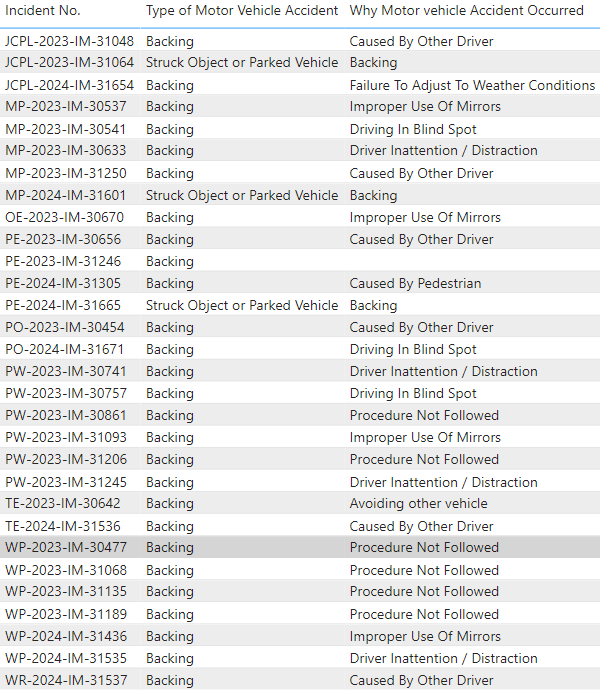 Incident No. Type of Motor Vehicle Accident Why Motor vehicle Accident Occurred
JCPL-2023-IM-31048 Backing Caused By Other Driver
JCPL-2023-IM-31064 Struck Object or Parked Vehicle Backing
JCPL-2024-IM-31654 Backing Failure To Adjust To Weather Conditions
MP-2023-IM-30537 Backing Improper Use Of Mirrors
MP-2023-IM-30541 Backing Driving In Blind Spot
MP-2023-IM-30633 Backing Driver Inattention / Distraction
MP-2023-IM-31250 Backing Caused By Other Driver
MP-2024-IM-31601 Struck Object or Parked Vehicle Backing
OE-2023-IM-30670 Backing Improper Use Of Mirrors
PE-2023-IM-30656 Backing Caused By Other Driver
PE-2023-IM-31246 Backing
PE-2024-IM-31305 Backing Caused By Pedestrian
PE-2024-IM-31665 Struck Object or Parked Vehicle Backing
PO-2023-IM-30454 Backing Caused By Other Driver
PO-2024-IM-31671 Backing Driving In Blind Spot
PW-2023-IM-30741 Backing Driver Inattention / Distraction
PW-2023-IM-30757 Backing Driving In Blind Spot
PW-2023-IM-30861 Backing Procedure Not Followed
PW-2023-IM-31093 Backing Improper Use Of Mirrors
PW-2023-IM-31206 Backing Procedure Not Followed
PW-2023-IM-31245 Backing Driver Inattention / Distraction
TE-2023-IM-30642 Backing Avoiding other vehicle
TE-2024-IM-31536 Backing Caused By Other Driver
WP-2023-IM-30477 Backing Procedure Not Followed
WP-2023-IM-31068 Backing Procedure Not Followed
WP-2023-IM-31135 Backing Procedure Not Followed
WP-2023-IM-31189 Backing Procedure Not Followed
WP-2024-IM-31436 Backing Improper Use Of Mirrors
WP-2024-IM-31535 Backing Driver Inattention / Distraction
WR-2024-IM-31537 Backing Caused By Other Driver